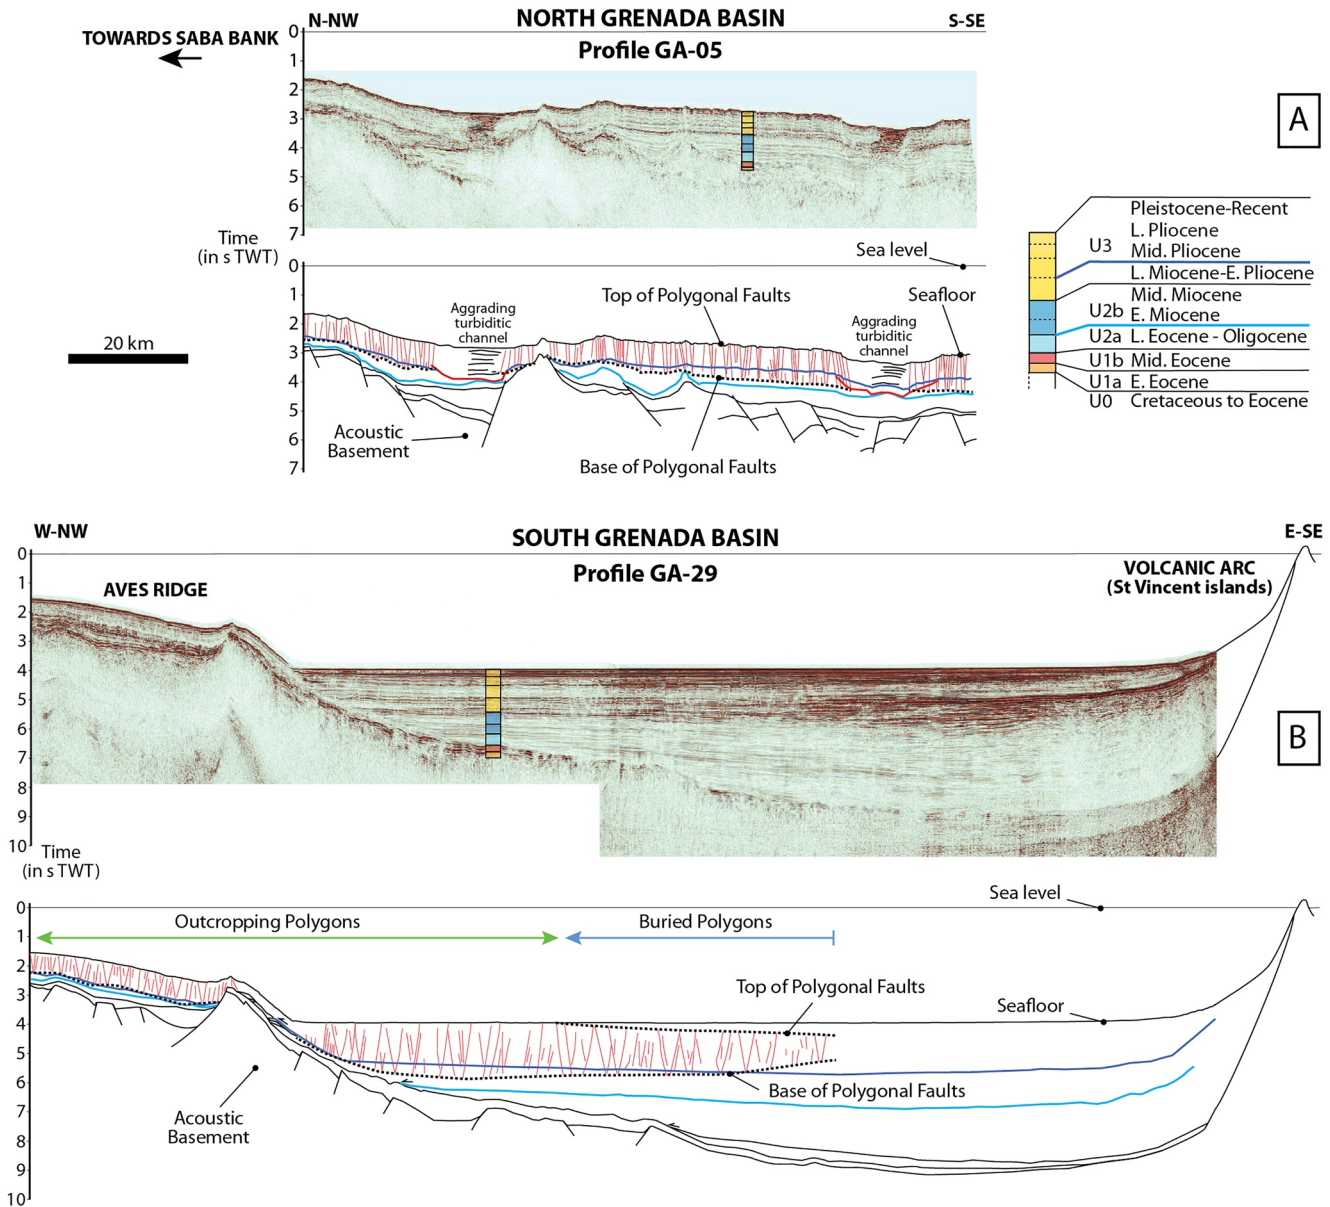 NORTH GRENADA BASIN
N-NW
S-SE
Profile GA-05
TOWARDS SABA BANK
0
1
2
3
4
5
6
7
Time
(in s TWT)
A
Pleistocene-Recent
L. Pliocene
U3
Mid. Pliocene
L. Miocene-E. Pliocene
Mid. Miocene
U2b
E. Miocene
U2a
L. Eocene - Oligocene
U1b
Mid. Eocene
U1a
E. Eocene
U0
Cretaceous to Eocene
Sea level
0
1
2
3
4
5
6
7
20 km
Aggrading
turbiditic
channel
Top of Polygonal Faults
Seafloor
Aggrading
turbiditic
channel
Acoustic
Basement
Base of Polygonal Faults
W-NW
SOUTH GRENADA BASIN
E-SE
Profile GA-29
AVES RIDGE
VOLCANIC ARC
(St Vincent islands)
0
1
2
3
4
5
6
7
8
9
10
Time
(in s TWT)
B
Sea level
0
1
2
3
4
5
6
7
8
9
10
Outcropping Polygons
Buried Polygons
Top of Polygonal Faults
Seafloor
Base of Polygonal Faults
Acoustic
Basement